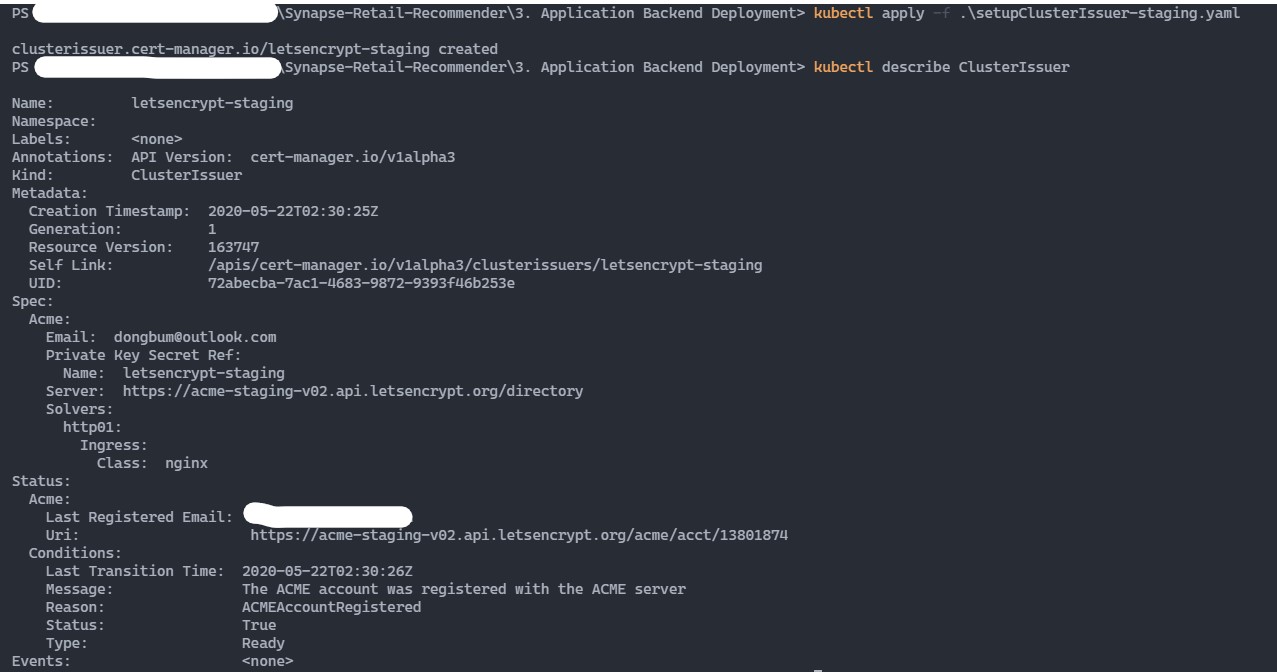 PS \Synapse-Retail-Recommender\3. Application Backend Deployment> kubectl apply -f .\setupClusterIssuer-staging.yaml
clusterissuer.cert-manager.io/letsencrypt-staging created
PS \Synapse-Retail-Recommender\3. Application Backend Deployment> kubectl describe ClusterIssuer
Name: letsencrypt-staging
Namespace:
Labels: <none>
Annotations: API Version: cert-manager.io/v1alpha3
Kind: ClusterIssuer
Metadata:
Creation Timestamp: 2020-05-22T02:30:25Z
Generation: 1
Resource Version: 163747
Self Link: /apis/cert-manager.io/v1alpha3/clusterissuers/letsencrypt-staging
UID: 72abecba-7ac1-4683-9872-9393f46b253e
Spec:
Acme:
Email: dongbum@outlook.com
Private Key Secret Ref:
Name: letsencrypt-staging
Server: https://acme-staging-v02.api.letsencrypt.org/directory
Solvers:
http01:
Ingress:
Class: nginx
Status:
Acme:
Last Registered Email:
Uri: https://acme-staging-v02.api.letsencrypt.org/acme/acct/13801874
Conditions:
Last Transition Time: 2020-05-22T02:30:26Z
Message: The ACME account was registered with the ACME server
Reason: ACMEAccountRegistered
Status: True
Type: Ready
Events: <none>